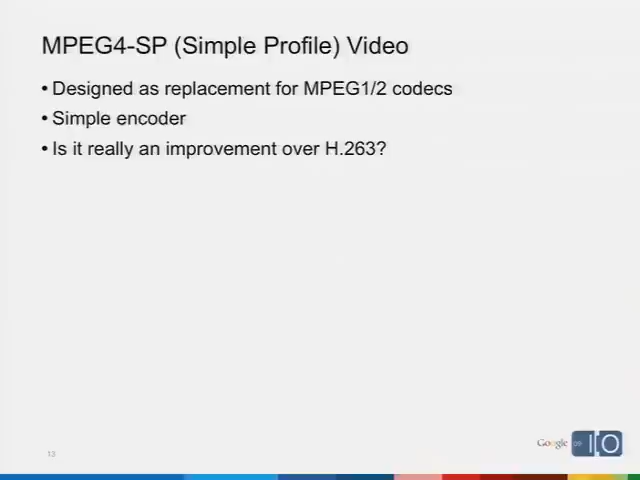 MPEG4-SP (Simple Profile) Video
• Designed as replacement for MPEG1/2 codecs
• Simple encoder
• Is it really an improvement over H.263?
13
Google 09 IO